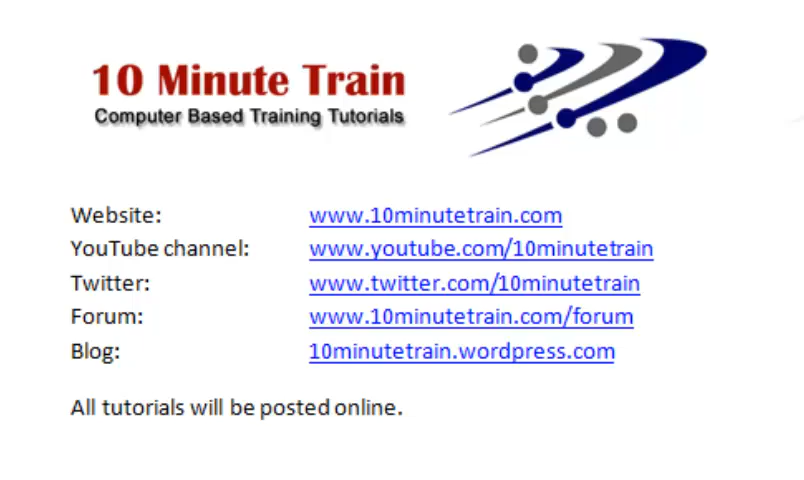 10 Minute Train
Computer Based Training Tutorials
Website: www.10minutetrain.com
YouTube channel: www.youtube.com/10minutetrain
Twitter: www.twitter.com/10minutetrain
Forum: www.10minutetrain.com/forum
Blog: 10minutetrain.wordpress.com
All tutorials will be posted online.